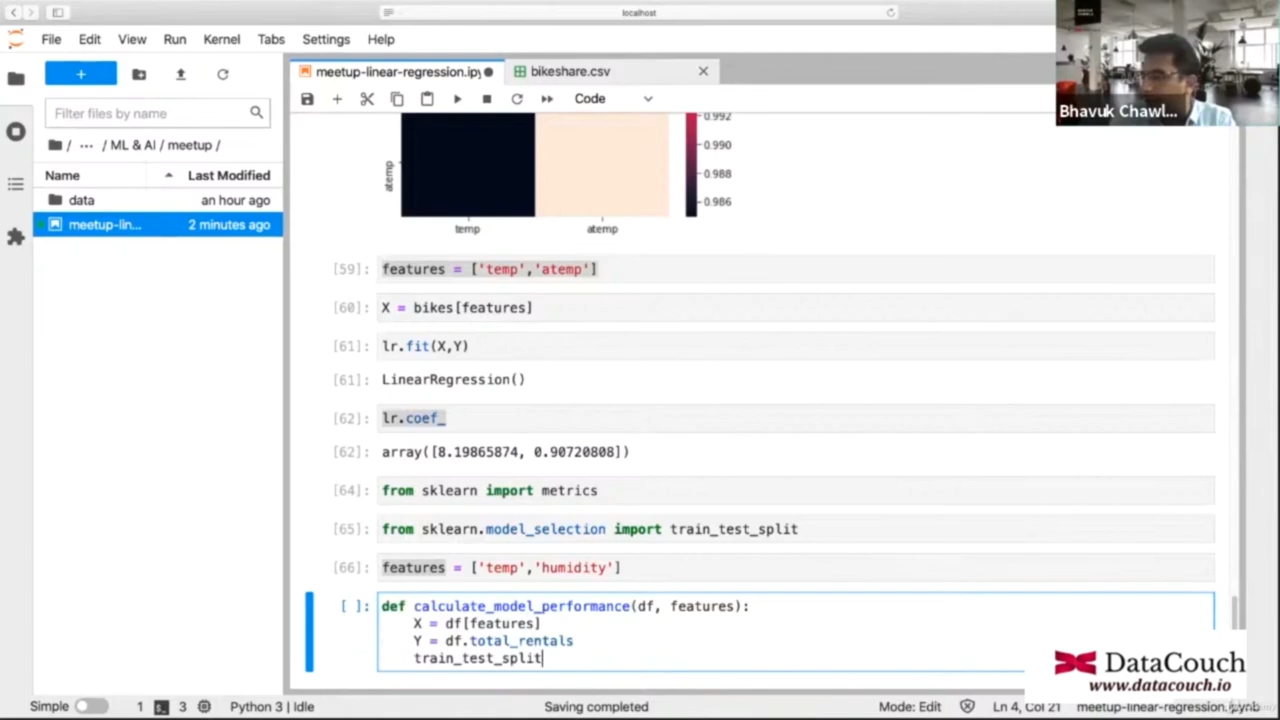 localhost
File Edit View Run Kernel Tabs Settings Help
meetup-linear-regression.ipy
bikeshare.csv
Code
Filter files by name
/ ··· / ML & AI / meetup /
Name Last Modified
data an hour ago
meetup-lin... 2 minutes ago
Bhavuk Chawl...
0.992
0.990
0.988
0.986
atemp
temp atemp
[59]: features = ['temp','atemp']
[60]: X = bikes[features]
[61]: lr.fit(X,Y)
[61]: LinearRegression()
[62]: lr.coef_
[62]: array([8.19865874, 0.90720808])
[64]: from sklearn import metrics
[65]: from sklearn.model_selection import train_test_split
[66]: features = ['temp','humidity']
[ ]: def calculate_model_performance(df, features):
X = df[features]
Y = df.total_rentals
train_test_split
DataCouch
www.datacouch.io
Simple 1 3 Python 3 | Idle Saving completed Mode: Edit Ln 4, Col 21 meetup-linear-regression.ipynb